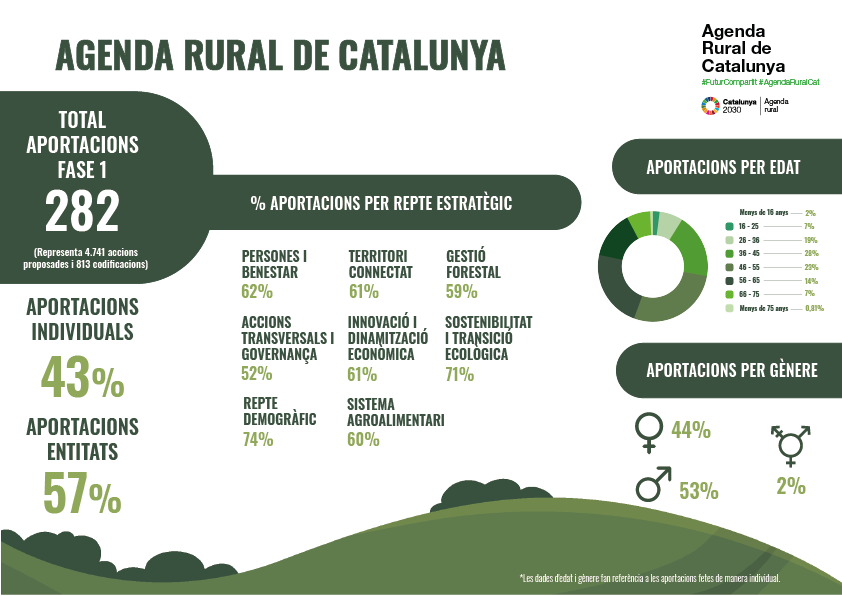 AGENDA RURAL DE CATALUNYA
Agenda
Rural de
Catalunya
#FuturCompartit #AgendaRuralCat
Catalunya
2030
Agenda
rural
TOTAL
APORTACIONS
FASE 1
282
(Representa 4.741 accions
proposades i 813 codificacions)
APORTACIONS
INDIVIDUALS
43%
APORTACIONS
ENTITATS
57%
% APORTACIONS PER REPTE ESTRATÈGIC
PERSONES I
BENESTAR
62%
TERRITORI
CONNECTAT
61%
GESTIÓ
FORESTAL
59%
ACCIONS
TRANSVERSALS I
GOVERNANÇA
52%
INNOVACIÓ I
DINAMITZACIÓ
ECONÒMICA
61%
SOSTENIBILITAT
I TRANSICIÓ
ECOLÒGICA
71%
REPTE
DEMOGRÀFIC
74%
SISTEMA
AGROALIMENTARI
60%
APORTACIONS PER EDAT
Menys de 16 anys 2%
16 - 25 7%
26 - 36 19%
36 - 45 28%
46 - 55 23%
56 - 65 14%
66 - 75 7%
Menys de 75 anys 0,81%
APORTACIONS PER GÈNERE
44%
53%
2%
*Les dades d'edat i gènere fan referència a les aportacions fetes de manera individual.